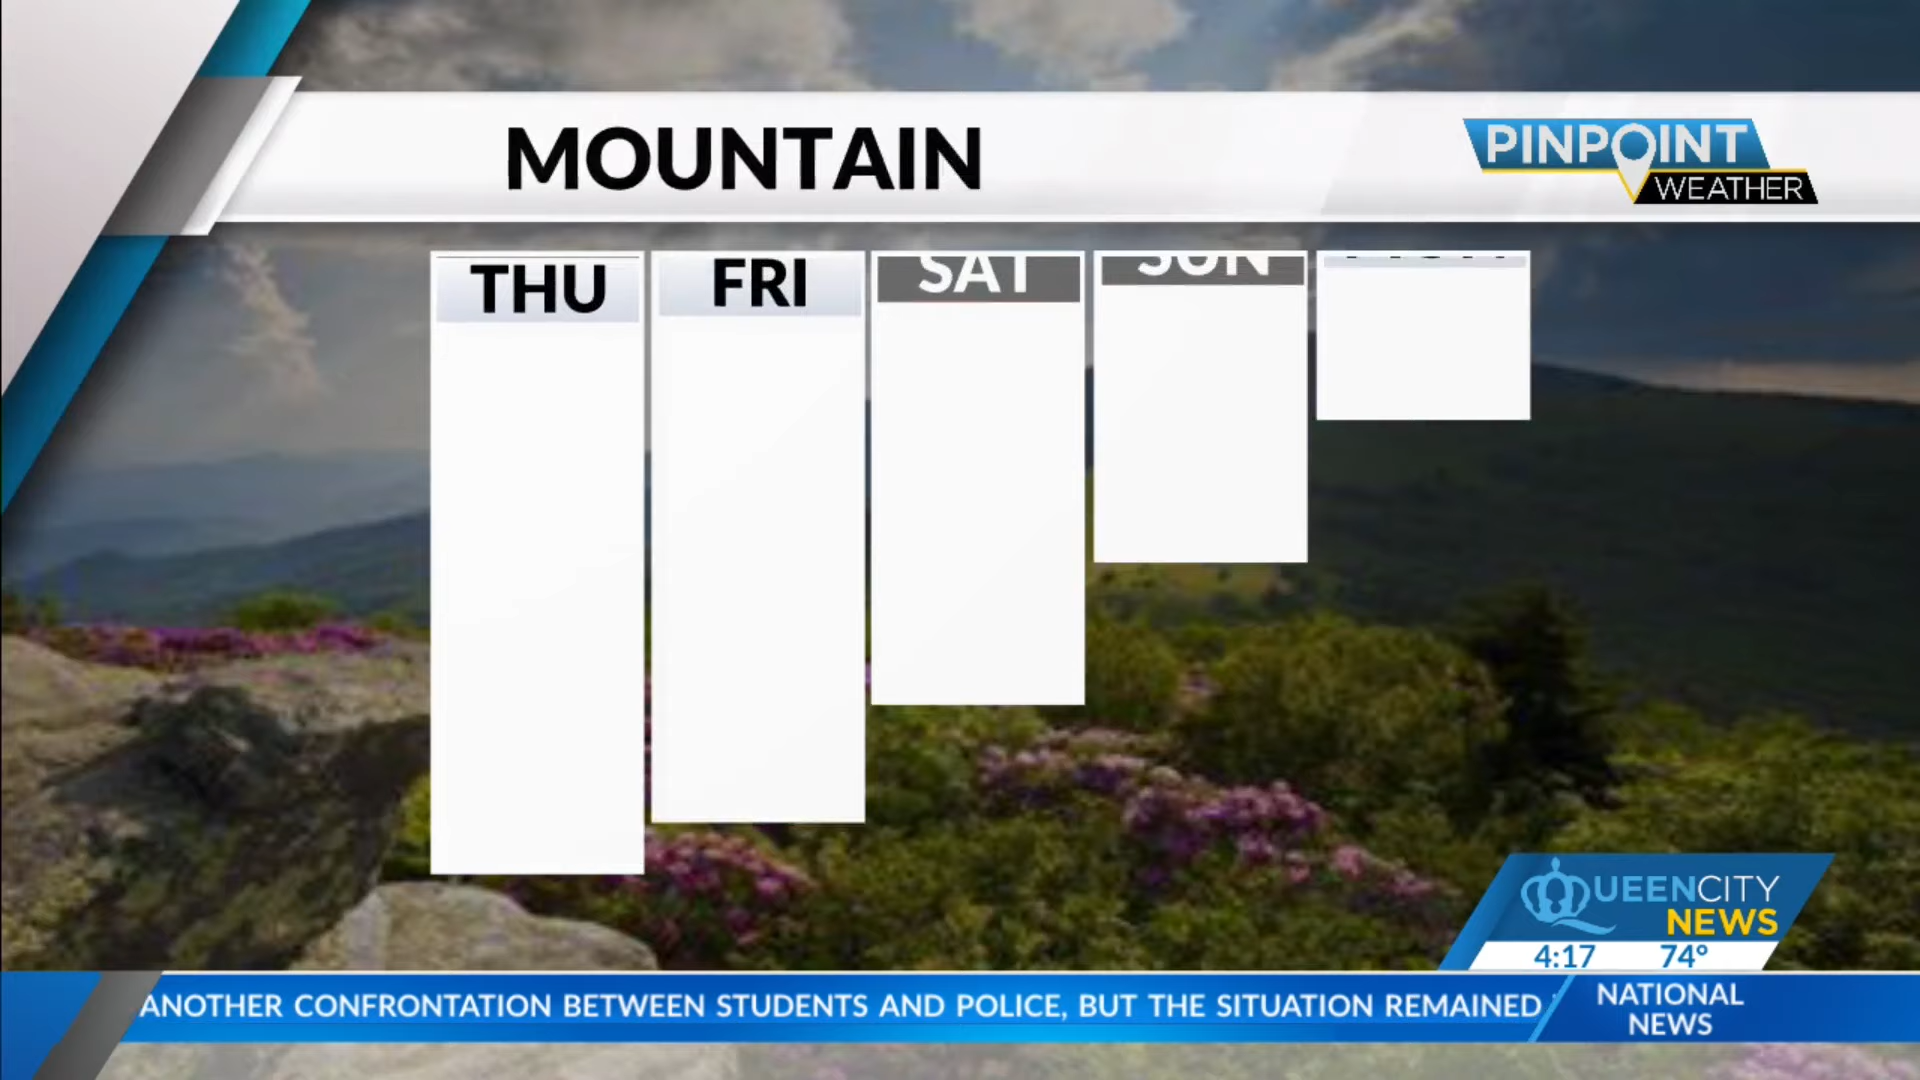 MOUNTAIN
PINPOINT
WEATHER
THU
FRI
SAT
SUN
QUEENCITY
NEWS
4:17 74°
ANOTHER CONFRONTATION BETWEEN STUDENTS AND POLICE, BUT THE SITUATION REMAINED
NATIONAL
NEWS